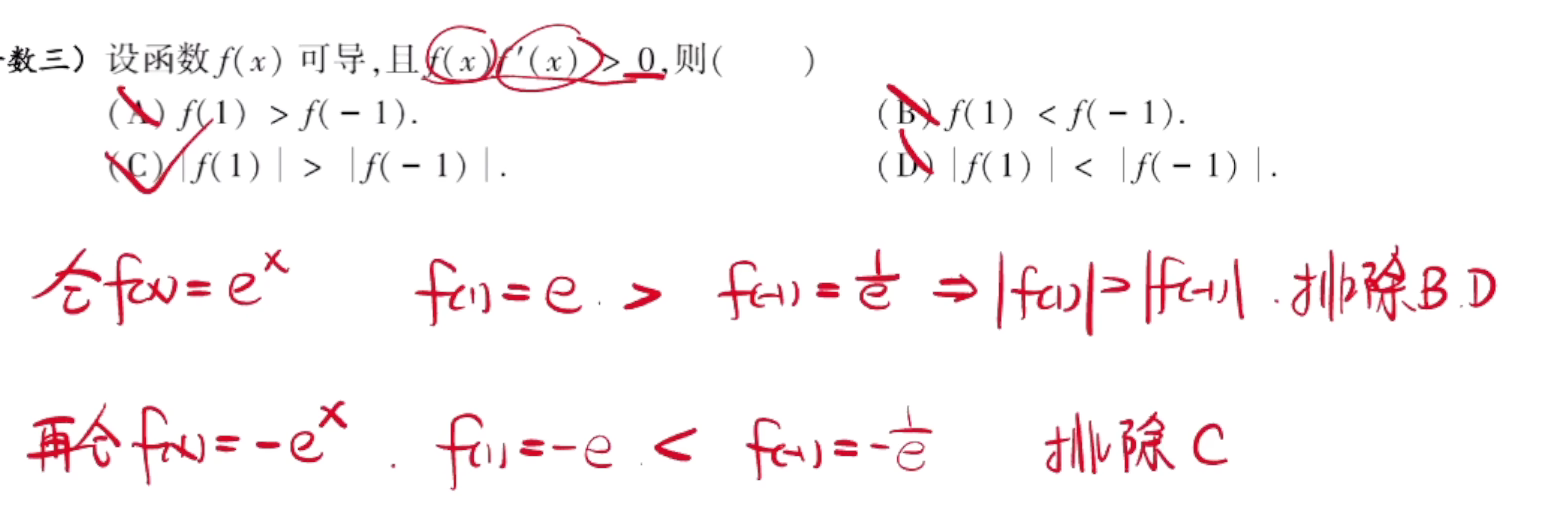 数三) 设函数 f(x) 可导,且 f(x)f'(x) > 0,则(  )
(A) f(1) > f(-1).  (B) f(1) < f(-1).
(C) |f(1)| > |f(-1)|.  (D) |f(1)| < |f(-1)|.
令f(x)=e^x  f(1)=e. > f(-1)=1/e ⇒|f(1)|>|f(-1)|. 排除B.D
再令f(x)=-e^x. f(1)=-e. < f(-1)=-1/e 排除C